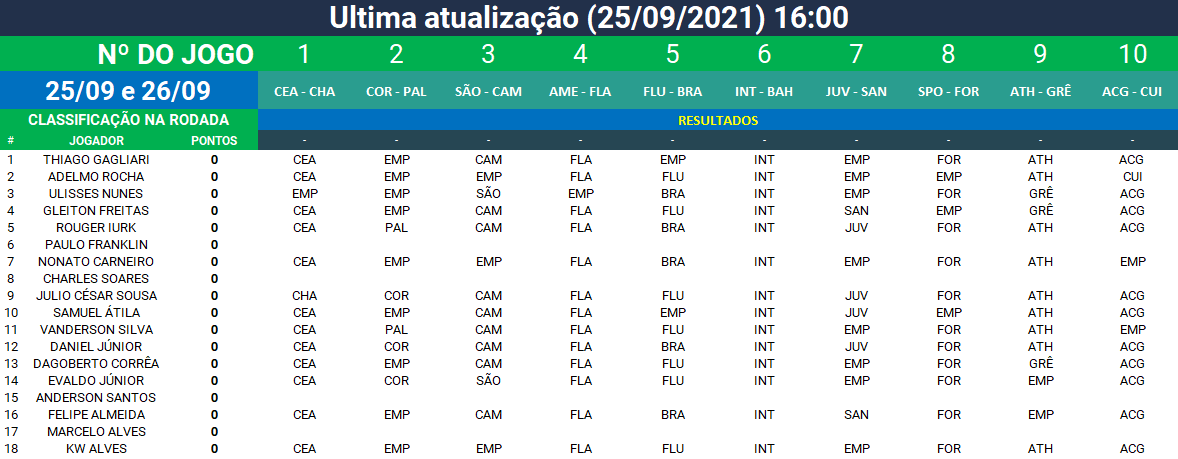 Ultima atualização (25/09/2021) 16:00
Nº DO JOGO 1 2 3 4 5 6 7 8 9 10
25/09 e 26/09 CEA - CHA COR - PAL SÃO - CAM AME - FLA FLU - BRA INT - BAH JUV - SAN SPO - FOR ATH - GRÊ ACG - CUI
CLASSIFICAÇÃO NA RODADA RESULTADOS
# JOGADOR PONTOS - - - - - - - - - -
1 THIAGO GAGLIARI 0 CEA EMP CAM FLA EMP INT EMP FOR ATH ACG
2 ADELMO ROCHA 0 CEA EMP EMP FLA FLU INT EMP EMP ATH CUI
3 ULISSES NUNES 0 EMP EMP SÃO EMP BRA INT EMP FOR GRÊ ACG
4 GLEITON FREITAS 0 CEA EMP CAM FLA FLU INT SAN EMP GRÊ ACG
5 ROUGER IURK 0 CEA PAL CAM FLA BRA INT JUV FOR ATH ACG
6 PAULO FRANKLIN 0
7 NONATO CARNEIRO 0 CEA EMP EMP FLA BRA INT EMP FOR ATH EMP
8 CHARLES SOARES 0
9 JULIO CÉSAR SOUSA 0 CHA COR CAM FLA FLU INT JUV FOR ATH ACG
10 SAMUEL ÁTILA 0 CEA EMP CAM FLA EMP INT JUV EMP ATH ACG
11 VANDERSON SILVA 0 CEA PAL CAM FLA FLU INT EMP FOR ATH EMP
12 DANIEL JÚNIOR 0 CEA COR CAM FLA BRA INT JUV FOR ATH ACG
13 DAGOBERTO CORRÊA 0 CEA EMP CAM FLA FLU INT EMP FOR GRÊ ACG
14 EVALDO JÚNIOR 0 CEA COR SÃO FLA FLU INT EMP FOR EMP ACG
15 ANDERSON SANTOS 0
16 FELIPE ALMEIDA 0 CEA EMP CAM FLA BRA INT SAN FOR EMP ACG
17 MARCELO ALVES 0
18 KW ALVES 0 CEA EMP EMP FLA FLU INT EMP FOR ATH ACG